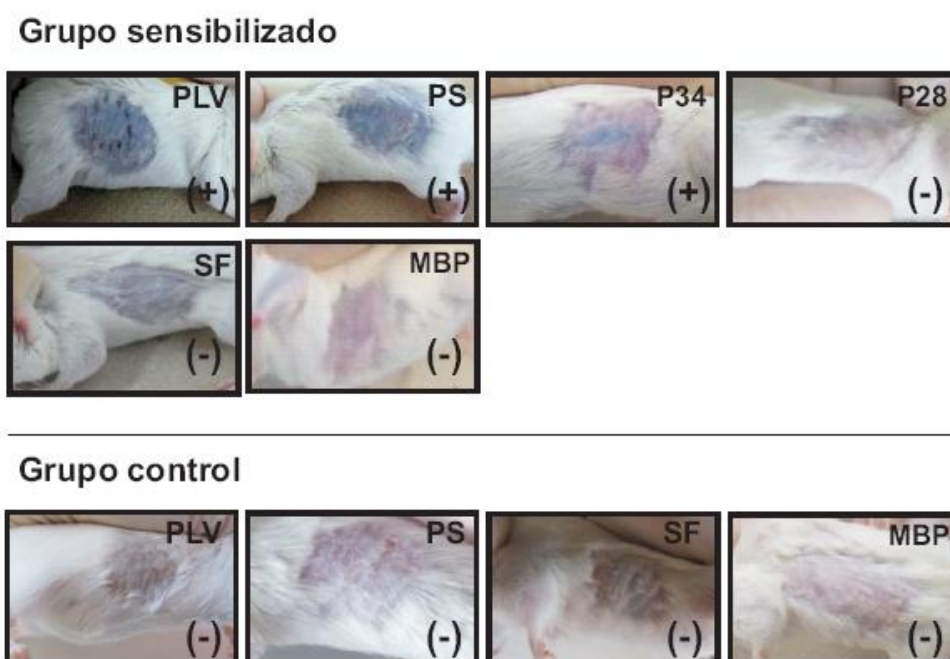 Grupo sensibilizado
PLV PS P34 P28
(+) (+) (+) (-)
SF MBP
(-) (-)
Grupo control
PLV PS SF MBP
(-) (-) (-) (-)